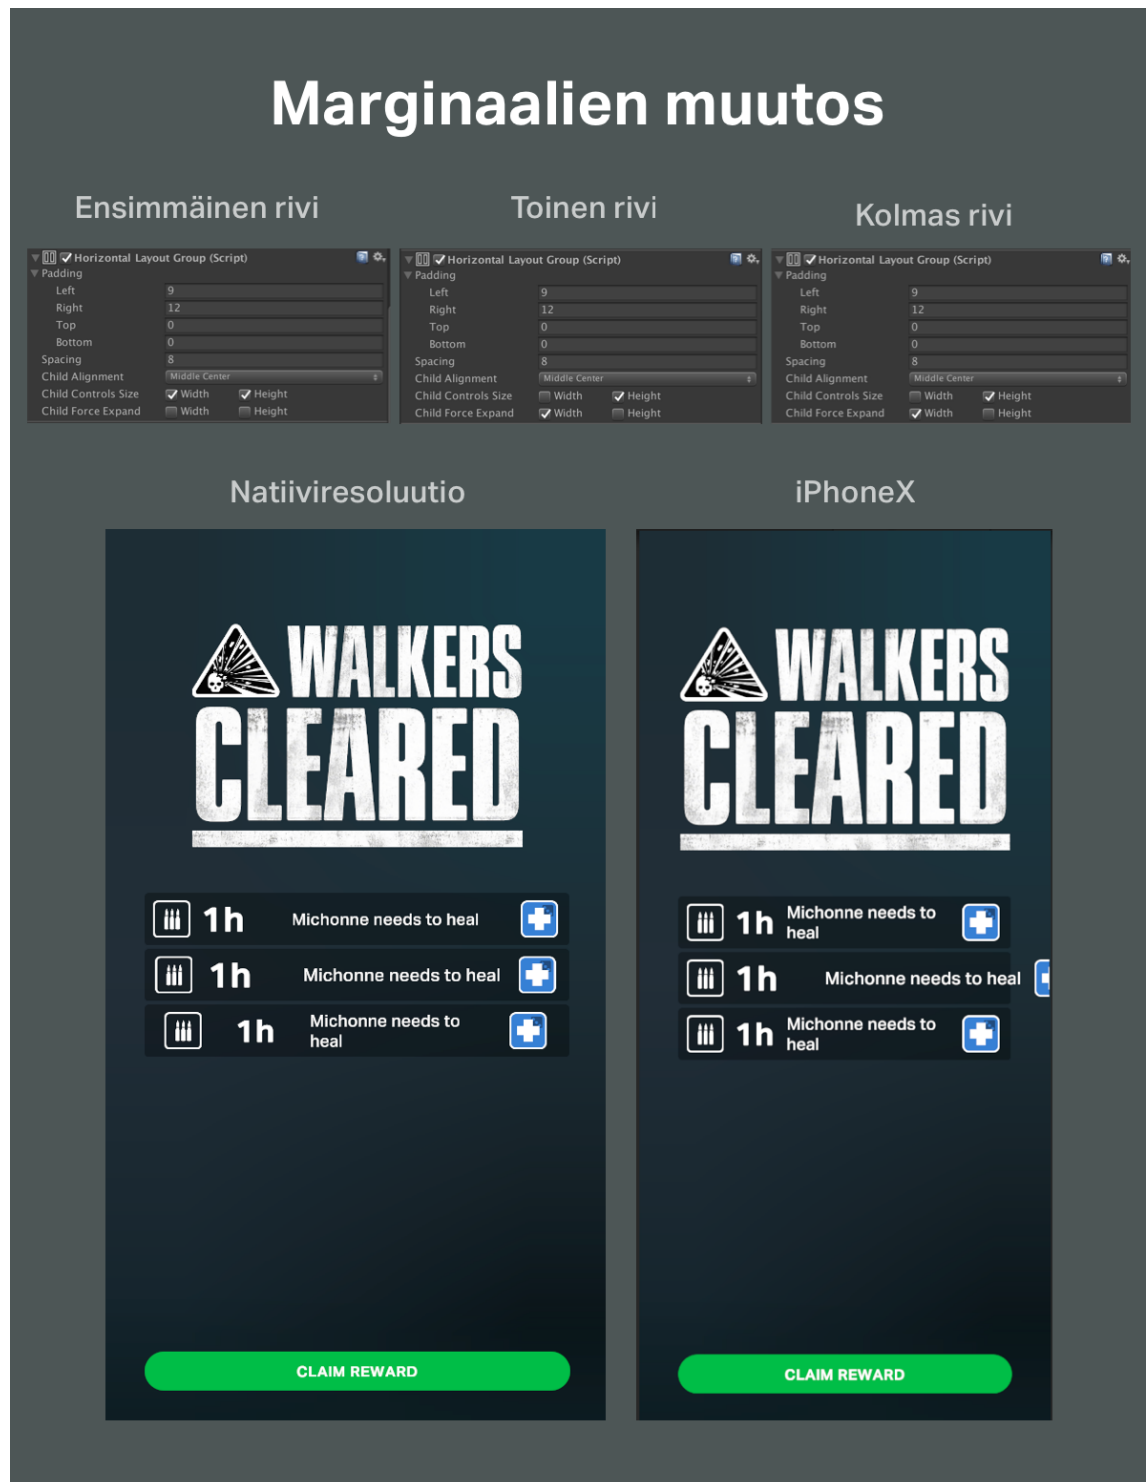 Marginaalien muutos
Ensimmäinen rivi
Toinen rivi
Kolmas rivi
Horizontal Layout Group (Script)
Padding
Left 9
Right 12
Top 0
Bottom 0
Spacing 8
Child Alignment Middle Center
Child Controls Size Width Height
Child Force Expand Width Height
Horizontal Layout Group (Script)
Padding
Left 9
Right 12
Top 0
Bottom 0
Spacing 8
Child Alignment Middle Center
Child Controls Size Width Height
Child Force Expand Width Height
Horizontal Layout Group (Script)
Padding
Left 9
Right 12
Top 0
Bottom 0
Spacing 8
Child Alignment Middle Center
Child Controls Size Width Height
Child Force Expand Width Height
Natiiviresoluutio
WALKERS
CLEARED
1h Michonne needs to heal
1h Michonne needs to heal
1h Michonne needs to
heal
CLAIM REWARD
iPhoneX
WALKERS
CLEARED
1h Michonne needs to
heal
1h Michonne needs to heal
1h Michonne needs to
heal
CLAIM REWARD